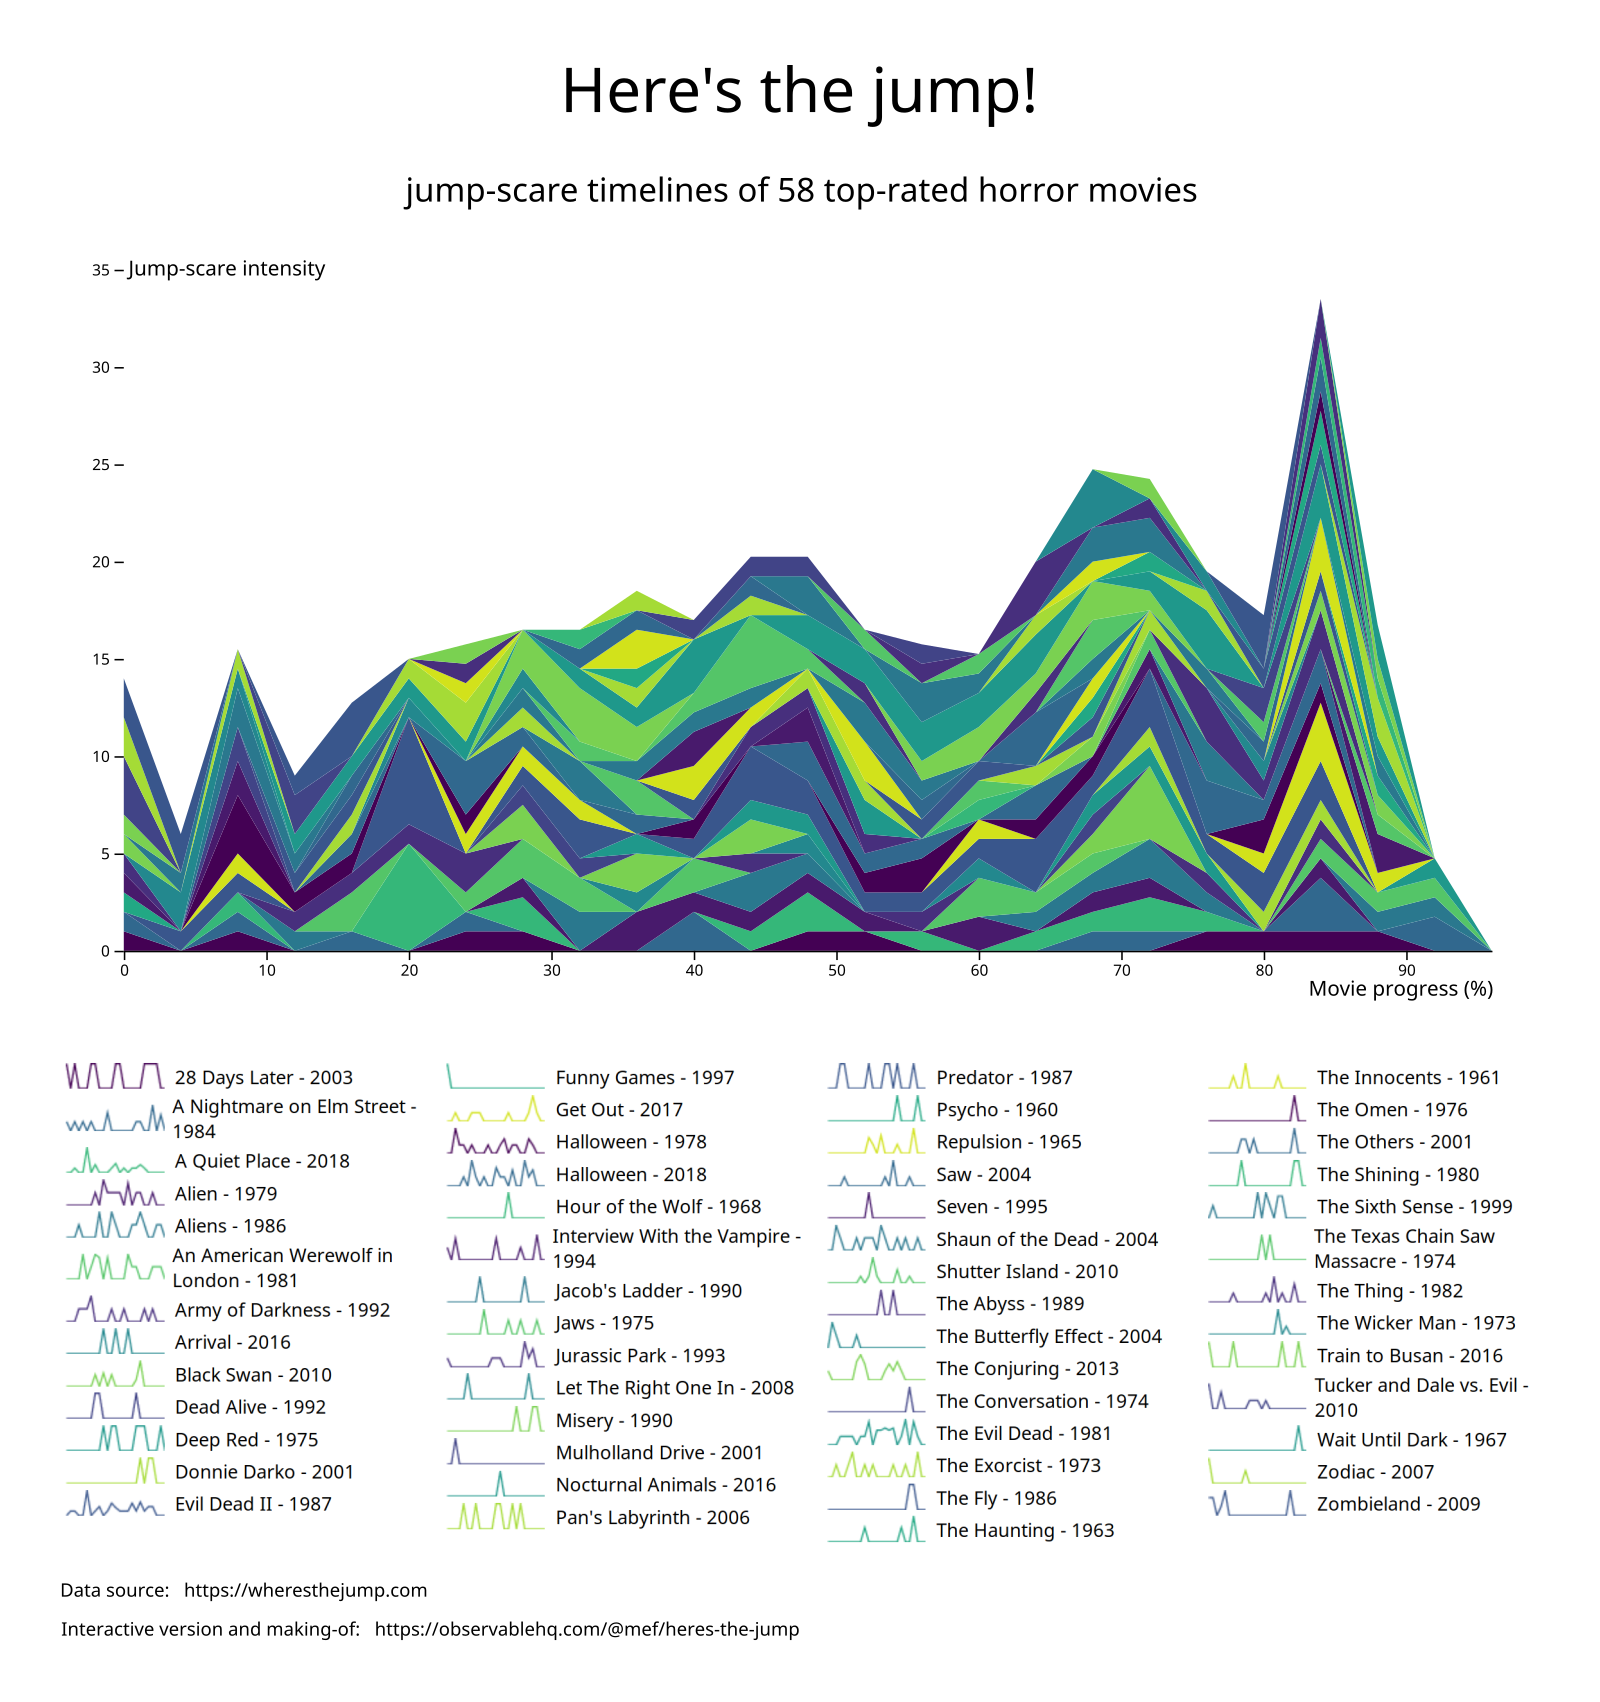 Here's the jump!
jump-scare timelines of 58 top-rated horror movies
35
Jump-scare intensity
30
25
20
15
10
5
0
0 10 20 30 40 50 60 70 80 90
Movie progress (%)
28 Days Later - 2003
A Nightmare on Elm Street -
1984
A Quiet Place - 2018
Alien - 1979
Aliens - 1986
An American Werewolf in
London - 1981
Army of Darkness - 1992
Arrival - 2016
Black Swan - 2010
Dead Alive - 1992
Deep Red - 1975
Donnie Darko - 2001
Evil Dead II - 1987
Funny Games - 1997
Get Out - 2017
Halloween - 1978
Halloween - 2018
Hour of the Wolf - 1968
Interview With the Vampire -
1994
Jacob's Ladder - 1990
Jaws - 1975
Jurassic Park - 1993
Let The Right One In - 2008
Misery - 1990
Mulholland Drive - 2001
Nocturnal Animals - 2016
Pan's Labyrinth - 2006
Predator - 1987
Psycho - 1960
Repulsion - 1965
Saw - 2004
Seven - 1995
Shaun of the Dead - 2004
Shutter Island - 2010
The Abyss - 1989
The Butterfly Effect - 2004
The Conjuring - 2013
The Conversation - 1974
The Evil Dead - 1981
The Exorcist - 1973
The Fly - 1986
The Haunting - 1963
The Innocents - 1961
The Omen - 1976
The Others - 2001
The Shining - 1980
The Sixth Sense - 1999
The Texas Chain Saw
Massacre - 1974
The Thing - 1982
The Wicker Man - 1973
Train to Busan - 2016
Tucker and Dale vs. Evil -
2010
Wait Until Dark - 1967
Zodiac - 2007
Zombieland - 2009
Data source: https://wheresthejump.com
Interactive version and making-of: https://observablehq.com/@mef/heres-the-jump